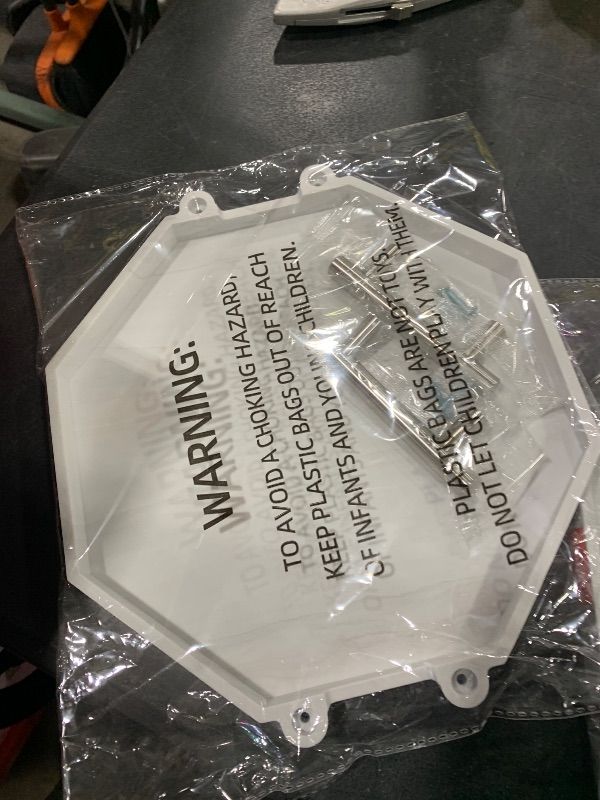 WARNING:
TO AVOID A CHOKING HAZARD,
KEEP PLASTIC BAGS OUT OF REACH
OF INFANTS AND YOUNG CHILDREN.
PLASTIC BAGS ARE NOT TOYS.
DO NOT LET CHILDREN PLAY WITH THEM.